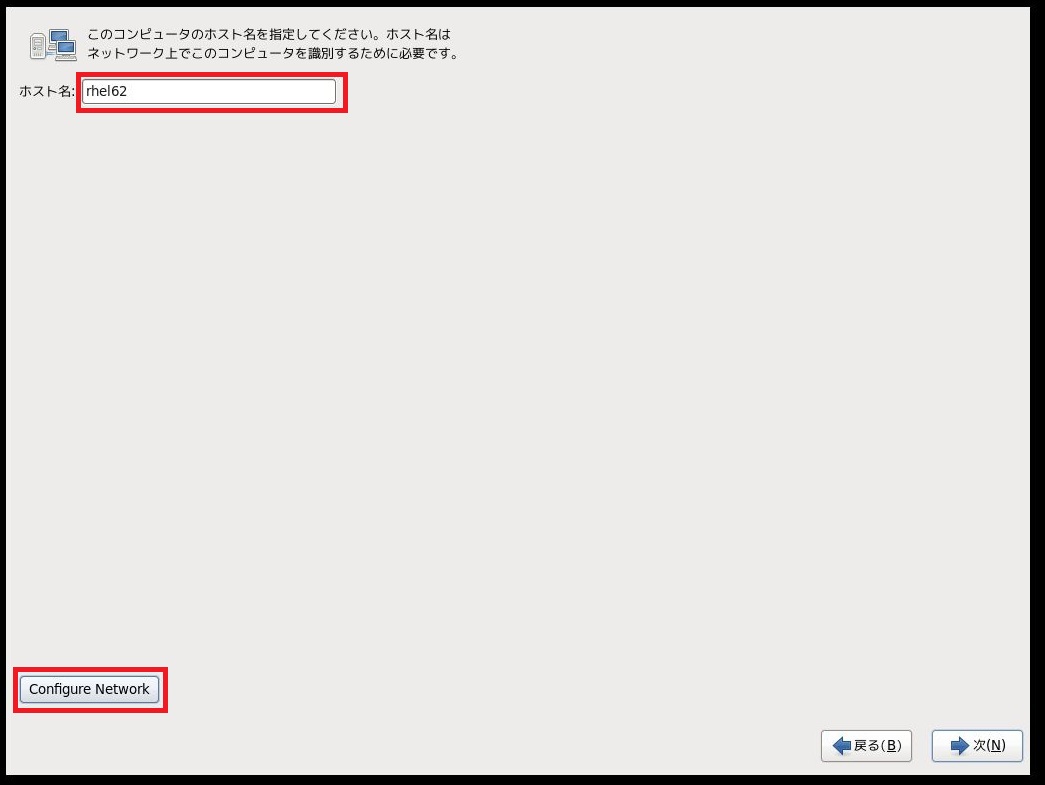 このコンピュータのホスト名を指定してください。ホスト名は
ネットワーク上でこのコンピュータを識別するために必要です。
ホスト名: rhel62
Configure Network
戻る(B) 次(N)